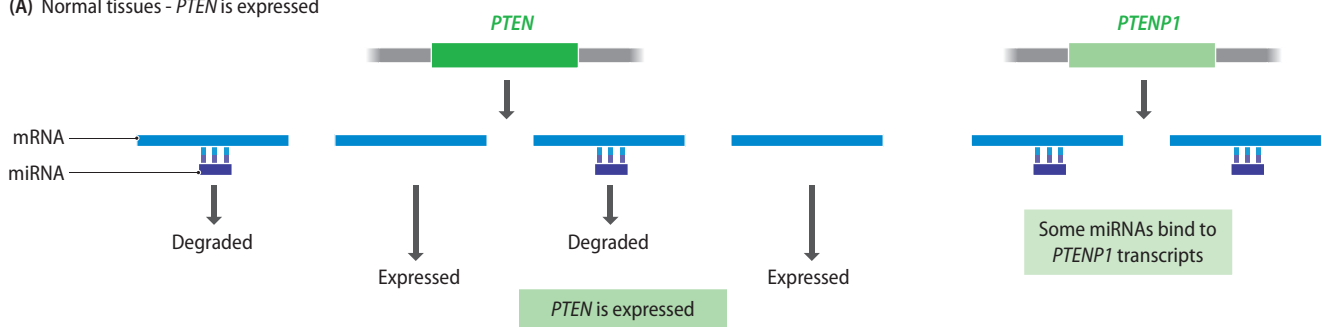 (A) Normal tissues - PTEN is expressed
PTEN
PTENP1
mRNA
miRNA
Degraded
Expressed
Degraded
Expressed
PTEN is expressed
Some miRNAs bind to
PTENP1 transcripts